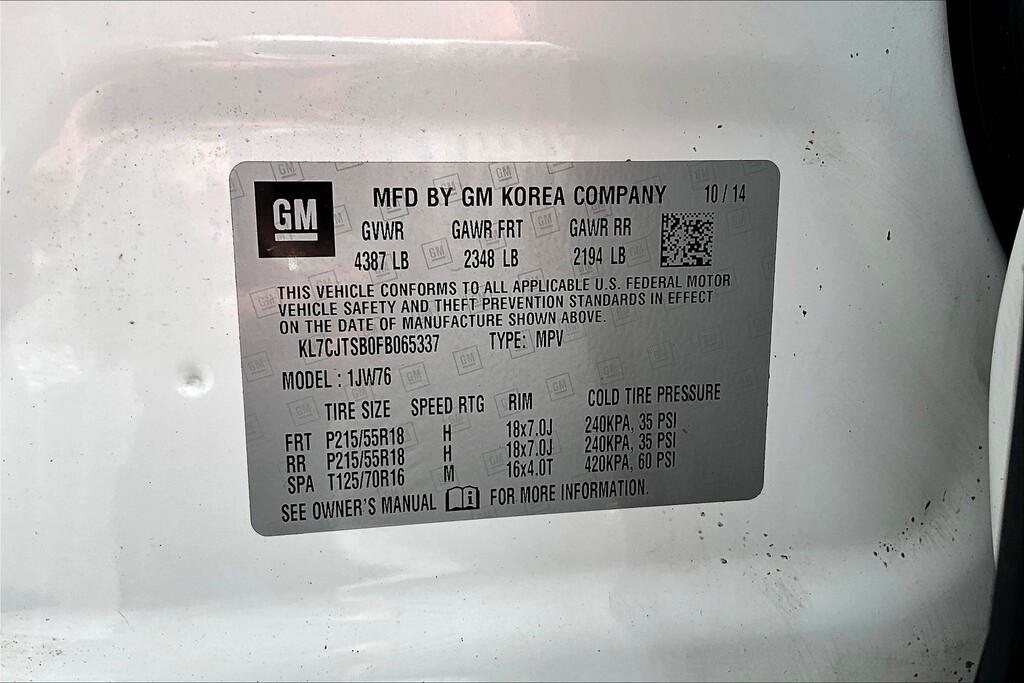 GM MFD BY GM KOREA COMPANY 10/14
GVWR GAWR FRT GAWR RR
4387 LB 2348 LB 2194 LB
THIS VEHICLE CONFORMS TO ALL APPLICABLE U.S. FEDERAL MOTOR
VEHICLE SAFETY AND THEFT PREVENTION STANDARDS IN EFFECT
ON THE DATE OF MANUFACTURE SHOWN ABOVE.
KL7CJTSB0FB065337 TYPE: MPV
MODEL : 1JW76
TIRE SIZE SPEED RTG RIM COLD TIRE PRESSURE
FRT P215/55R18 H 18x7.0J 240KPA, 35 PSI
RR P215/55R18 H 18x7.0J 240KPA, 35 PSI
SPA T125/70R16 M 16x4.0T 420KPA, 60 PSI
SEE OWNER'S MANUAL FOR MORE INFORMATION.